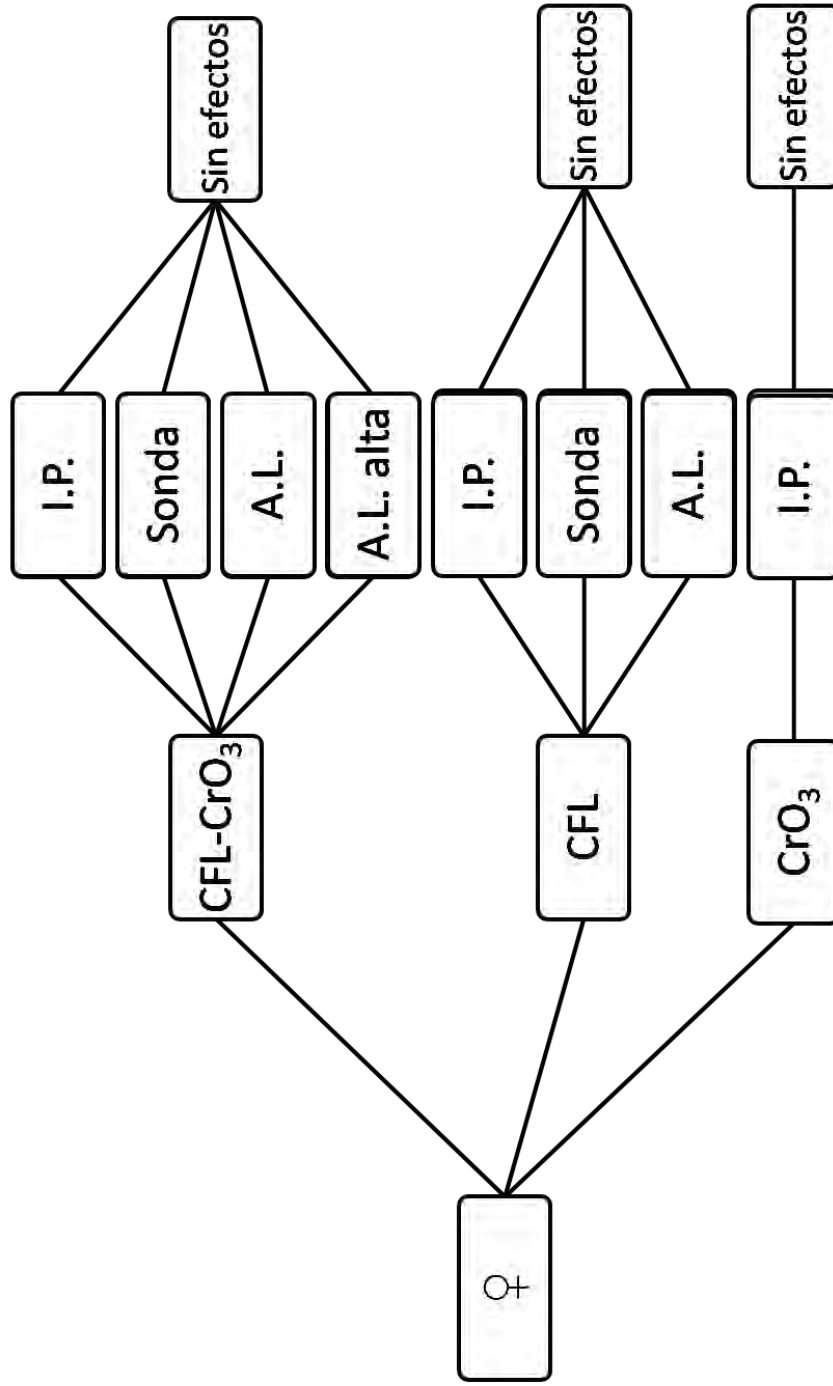 ♀
CFL-CrO₃
CFL
CrO₃
I.P.
Sonda
A.L.
A.L. alta
I.P.
Sonda
A.L.
I.P.
Sin efectos
Sin efectos
Sin efectos